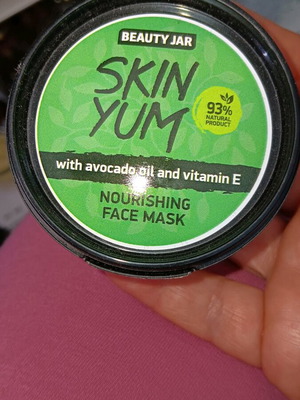 BEAUTY JAR
SKIN
YUM
93%
NATURAL
PRODUCT
with avocado oil and vitamin E
NOURISHING
FACE MASK